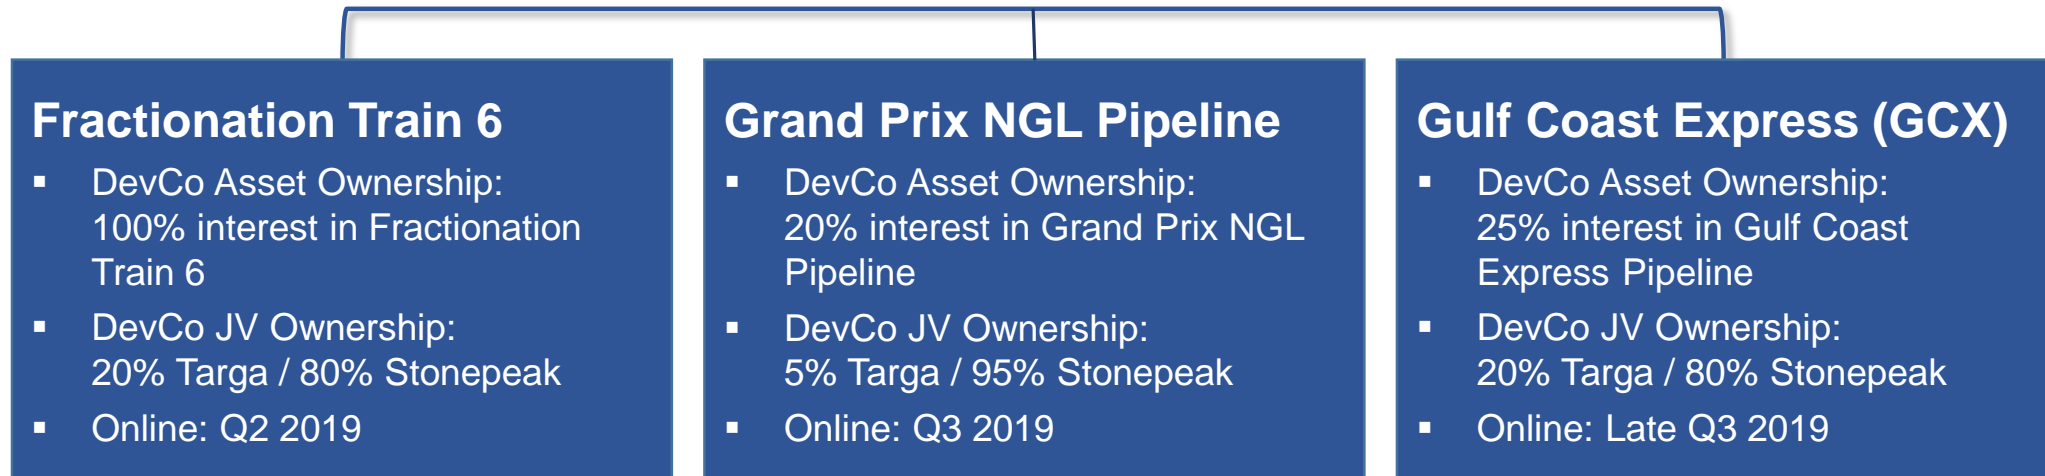 Fractionation Train 6
▪ DevCo Asset Ownership:
100% interest in Fractionation
Train 6
▪ DevCo JV Ownership:
20% Targa / 80% Stonepeak
▪ Online: Q2 2019
Grand Prix NGL Pipeline
▪ DevCo Asset Ownership:
20% interest in Grand Prix NGL
Pipeline
▪ DevCo JV Ownership:
5% Targa / 95% Stonepeak
▪ Online: Q3 2019
Gulf Coast Express (GCX)
▪ DevCo Asset Ownership:
25% interest in Gulf Coast
Express Pipeline
▪ DevCo JV Ownership:
20% Targa / 80% Stonepeak
▪ Online: Late Q3 2019